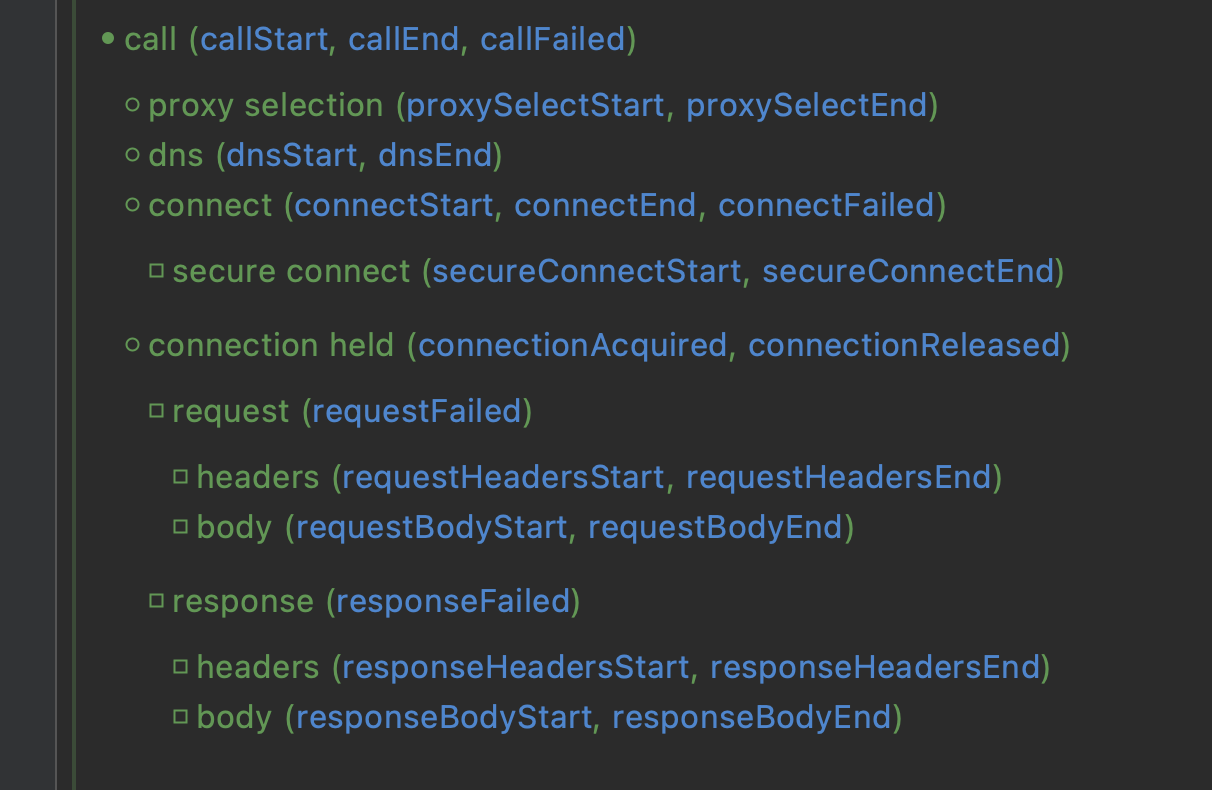 call (callStart, callEnd, callFailed)
proxy selection (proxySelectStart, proxySelectEnd)
dns (dnsStart, dnsEnd)
connect (connectStart, connectEnd, connectFailed)
secure connect (secureConnectStart, secureConnectEnd)
connection held (connectionAcquired, connectionReleased)
request (requestFailed)
headers (requestHeadersStart, requestHeadersEnd)
body (requestBodyStart, requestBodyEnd)
response (responseFailed)
headers (responseHeadersStart, responseHeadersEnd)
body (responseBodyStart, responseBodyEnd)